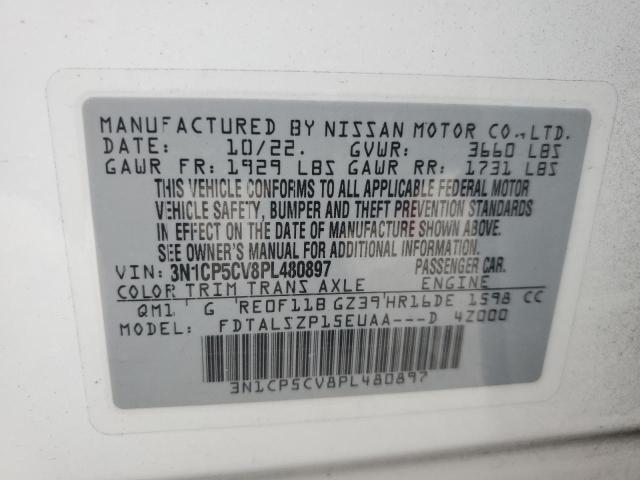 MANUFACTURED BY NISSAN MOTOR CO.,LTD.
DATE: 10/22. GVWR: 3660 LBS
GAWR FR: 1929 LBS GAWR RR: 1731 LBS
THIS VEHICLE CONFORMS TO ALL APPLICABLE FEDERAL MOTOR
VEHICLE SAFETY, BUMPER AND THEFT PREVENTION STANDARDS
IN EFFECT ON THE DATE OF MANUFACTURE SHOWN ABOVE.
SEE OWNER'S MANUAL FOR ADDITIONAL INFORMATION.
VIN: 3N1CP5CV8PL480897 PASSENGER CAR.
COLOR TRIM TRANS AXLE ENGINE
QM1 G RE0F11B GZ39 HR16DE 1598 CC
MODEL: FDTALSZP15EUAA---D 4Z000
3N1CP5CV8PL480897